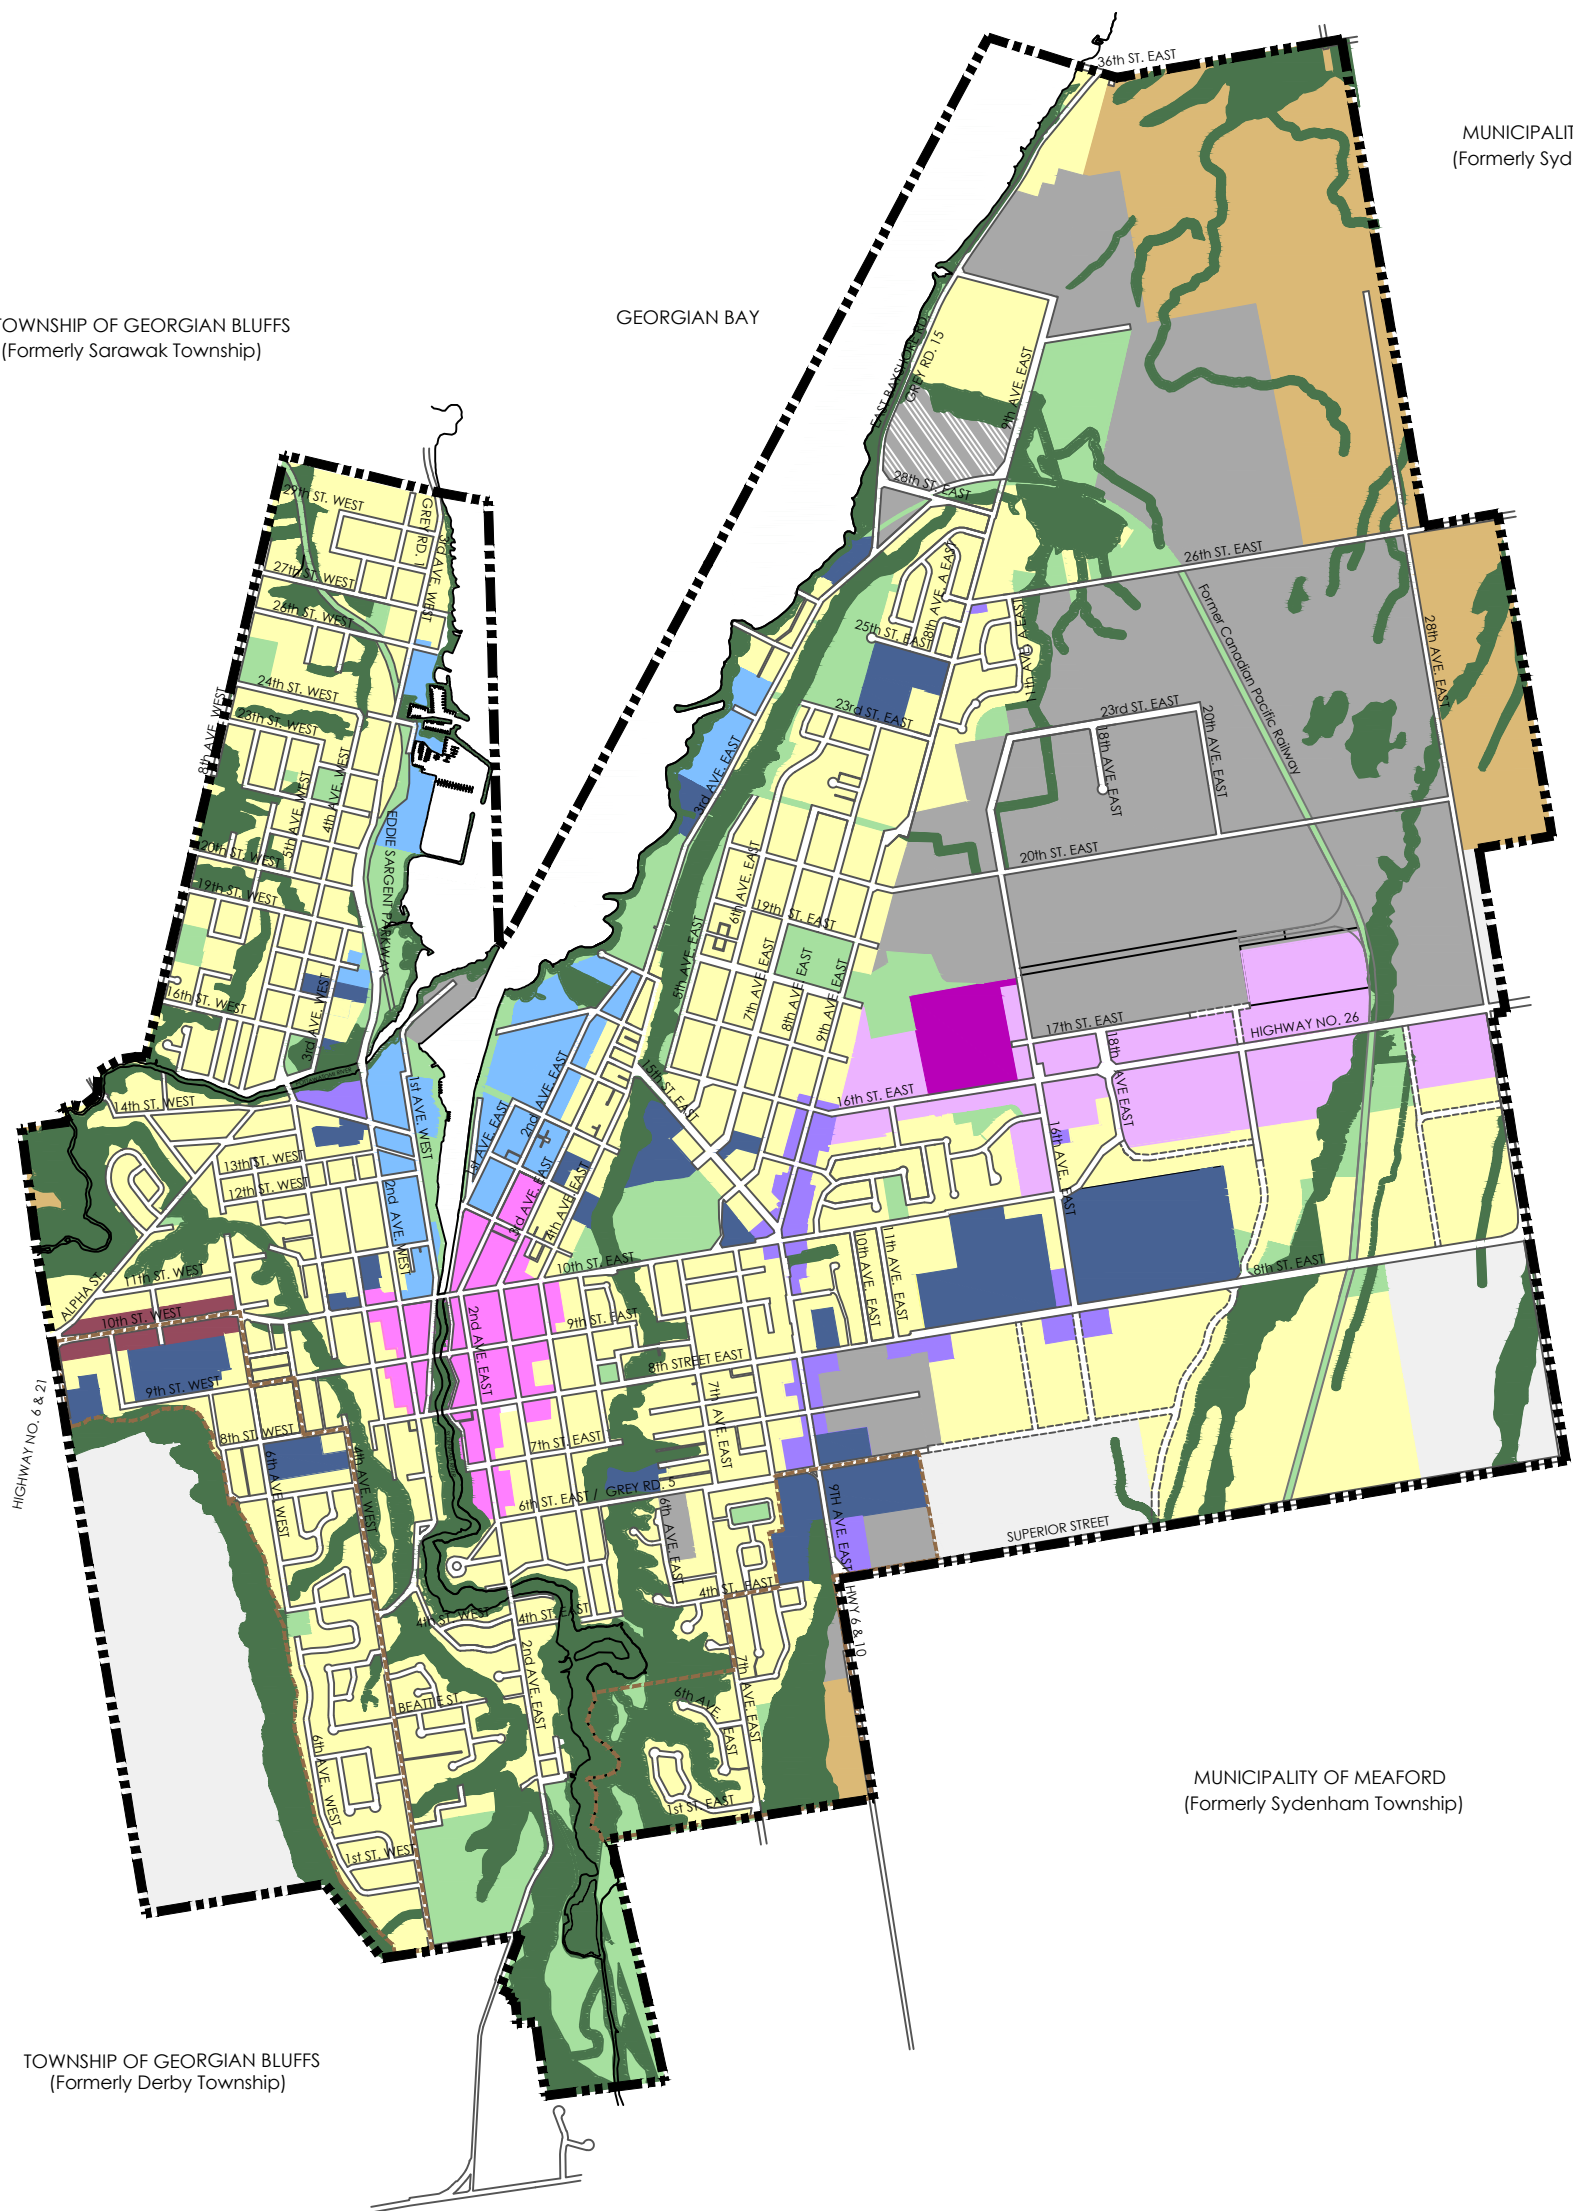 36th ST. EAST
MUNICIPALIT
(Formerly Syd
TOWNSHIP OF GEORGIAN BLUFFS
(Formerly Sarawak Township)
GEORGIAN BAY
EAST BAYSHORE RD.
GREY RD. 15
9th AVE. EAST
28th ST. EAST
29th ST. WEST
GREY RD. 1
3rd AVE. WEST
27th ST. WEST
26th ST. WEST
26th ST. EAST
8th AVE. A EAST
25th ST. EAST
11th AVE. A EAST
Former Canadian Pacific Railway
28th AVE. EAST
24th ST. WEST
23th ST. WEST
8th AVE. WEST
23rd ST. EAST
23rd ST. EAST
18th AVE. EAST
20th AVE. EAST
3rd AVE. EAST
4th AVE. WEST
5th AVE. WEST
EDDIE SARGENT PARKWAY
20th ST. WEST
20th ST. EAST
19th ST. WEST
6th AVE. EAST
19th ST. EAST
5th AVE. EAST
7th AVE. EAST
8th AVE. EAST
9th AVE. EAST
16th ST. WEST
3rd AVE. WEST
17th ST. EAST
HIGHWAY NO. 26
18th AVE EAST
15th ST. EAST
16th ST. EAST
14th ST. WEST
1st AVE. WEST
2nd AVE. EAST
1st AVE. EAST
16th AVE. EAST
13th ST. WEST
12th ST. WEST
2nd AVE. WEST
3rd AVE. EAST
4th AVE. EAST
10th ST. EAST
10th AVE. EAST
11th AVE. EAST
8th ST. EAST
11th ST. WEST
ALPHA ST.
10th ST. WEST
2nd AVE. EAST
9th ST. EAST
8th STREET EAST
9th ST. WEST
HIGHWAY NO. 6 & 21
7th AVE. EAST
8th ST. WEST
6th AVE. WEST
4th AVE. WEST
7th ST. EAST
6th ST. EAST / GREY RD. 5
6th AVE. EAST
9TH AVE. EAST
HWY 6 & 10
SUPERIOR STREET
4th ST. EAST
4th ST. WEST
4th ST. EAST
2nd AVE. EAST
7th AVE. EAST
6th AVE. EAST
BEATTIE ST.
6th AVE. WEST
1st ST. EAST
1st ST. WEST
MUNICIPALITY OF MEAFORD
(Formerly Sydenham Township)
TOWNSHIP OF GEORGIAN BLUFFS
(Formerly Derby Township)